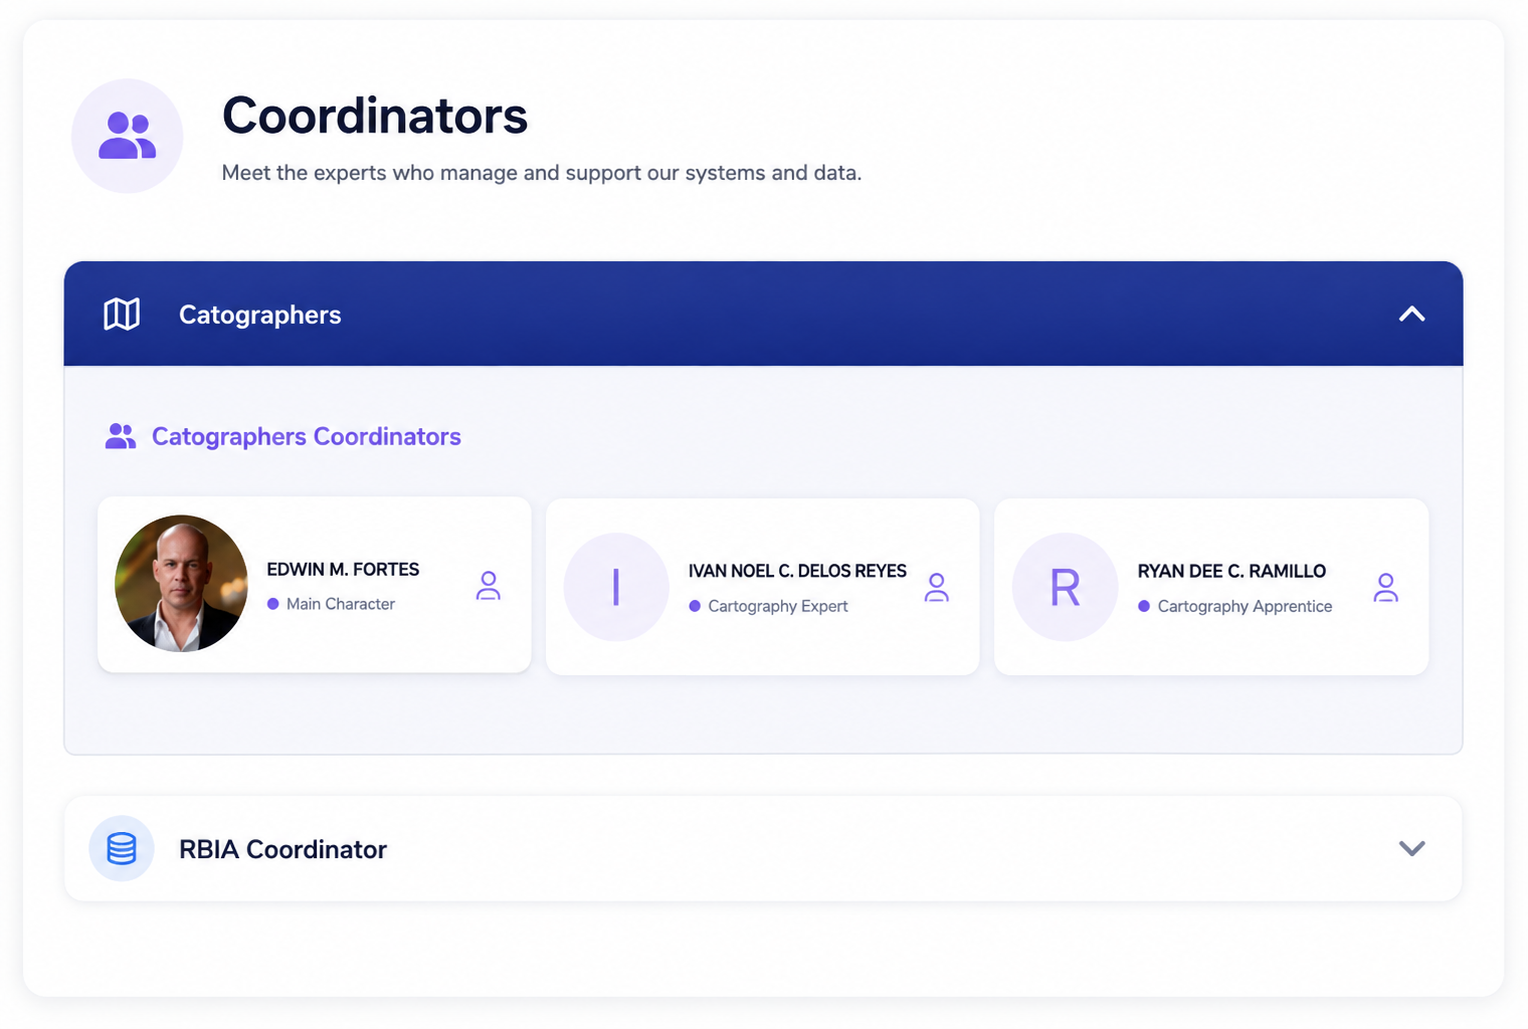 Coordinators
Meet the experts who manage and support our systems and data.
Catographers
Catographers Coordinators
EDWIN M. FORTES
Main Character
I
IVAN NOEL C. DELOS REYES
Cartography Expert
R
RYAN DEE C. RAMILLO
Cartography Apprentice
RBIA Coordinator